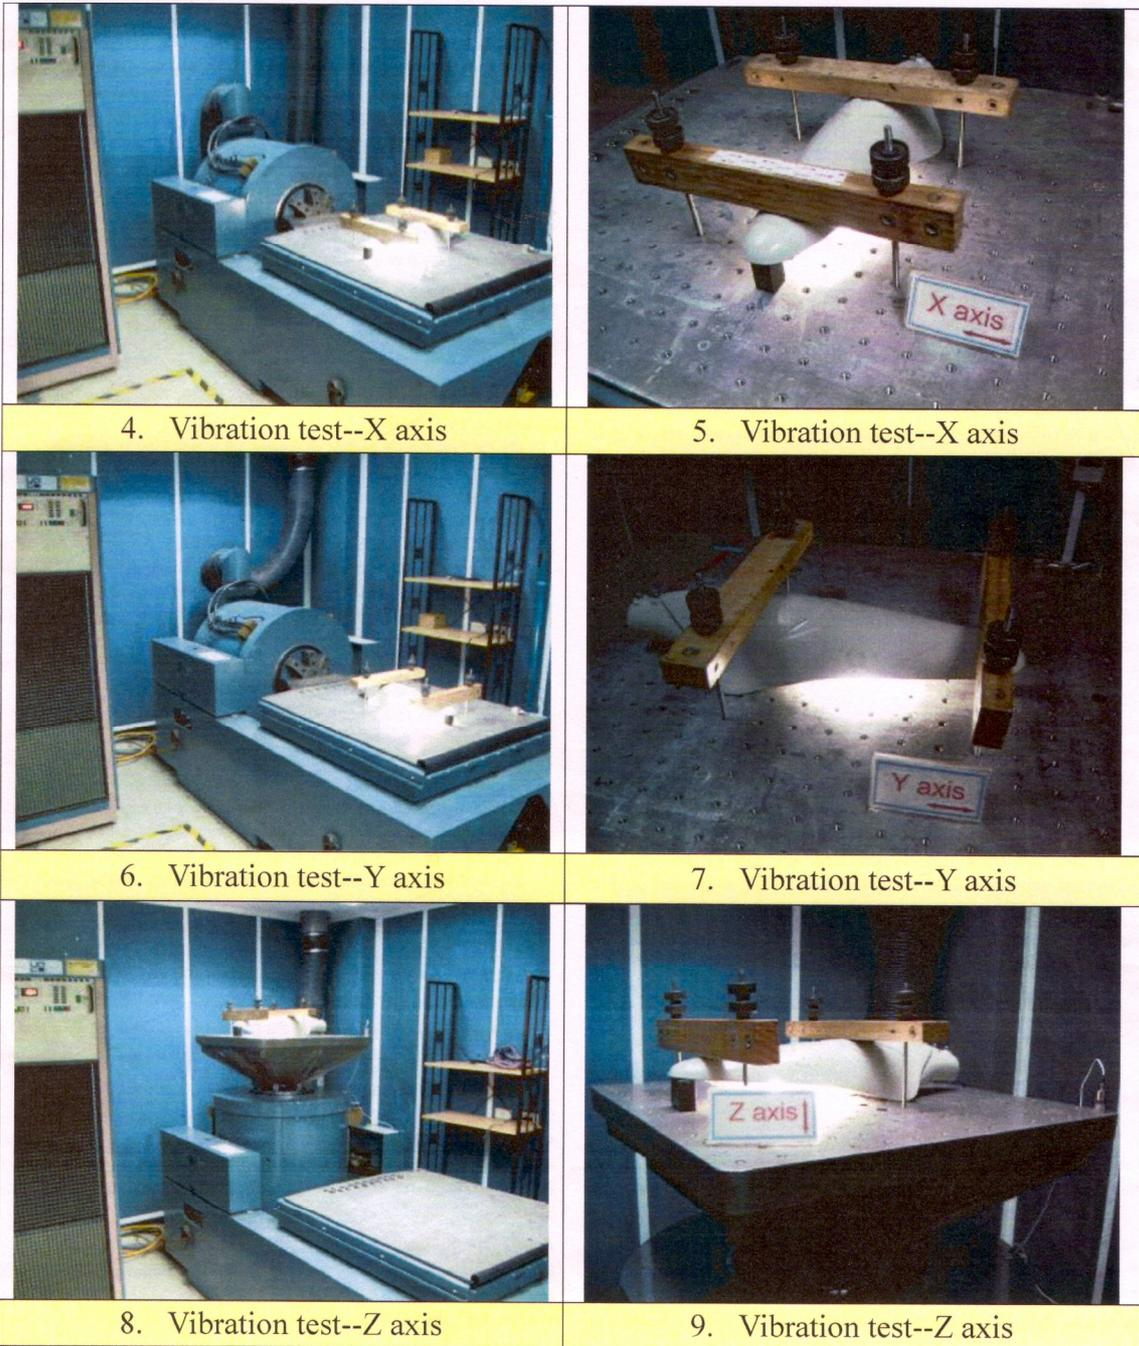 X axis
4. Vibration test--X axis
5. Vibration test--X axis
Y axis
6. Vibration test--Y axis
7. Vibration test--Y axis
Z axis
8. Vibration test--Z axis
9. Vibration test--Z axis